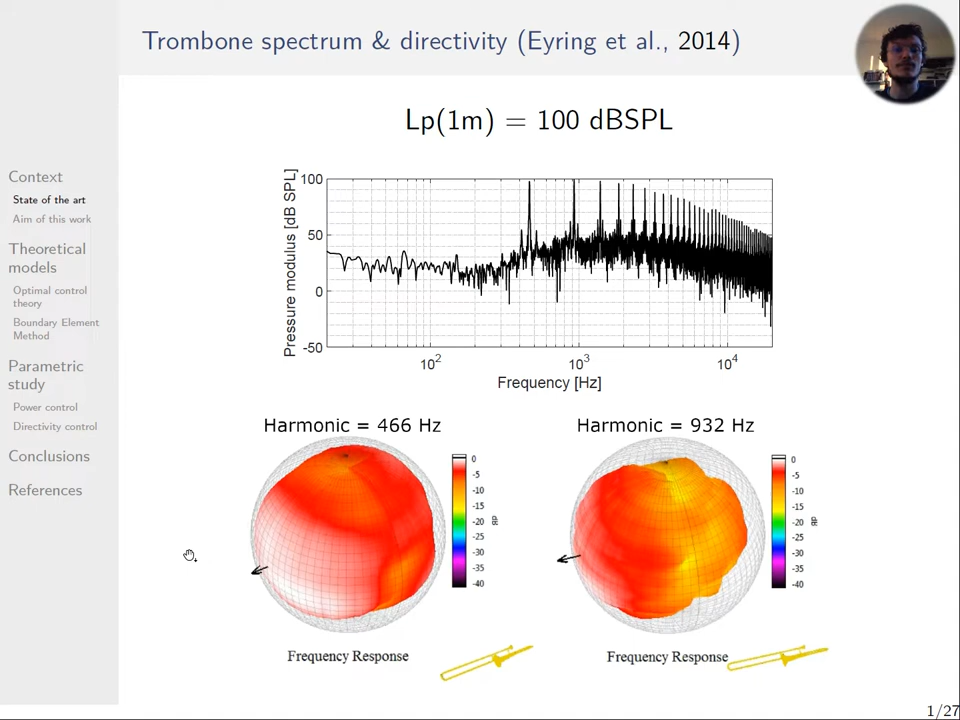 Trombone spectrum & directivity (Eyring et al., 2014)
Lp(1m) = 100 dBSPL
Context
State of the art
Aim of this work
Theoretical
models
Optimal control
theory
Boundary Element
Method
Parametric
study
Power control
Directivity control
Conclusions
References
Pressure modulus [dB SPL]
100
50
0
-50
10²
10³
10⁴
Frequency [Hz]
Harmonic = 466 Hz
0
-5
-10
-15
-20
-25
-30
-35
-40
dB
Frequency Response
Harmonic = 932 Hz
0
-5
-10
-15
-20
-25
-30
-35
-40
dB
Frequency Response
1/27